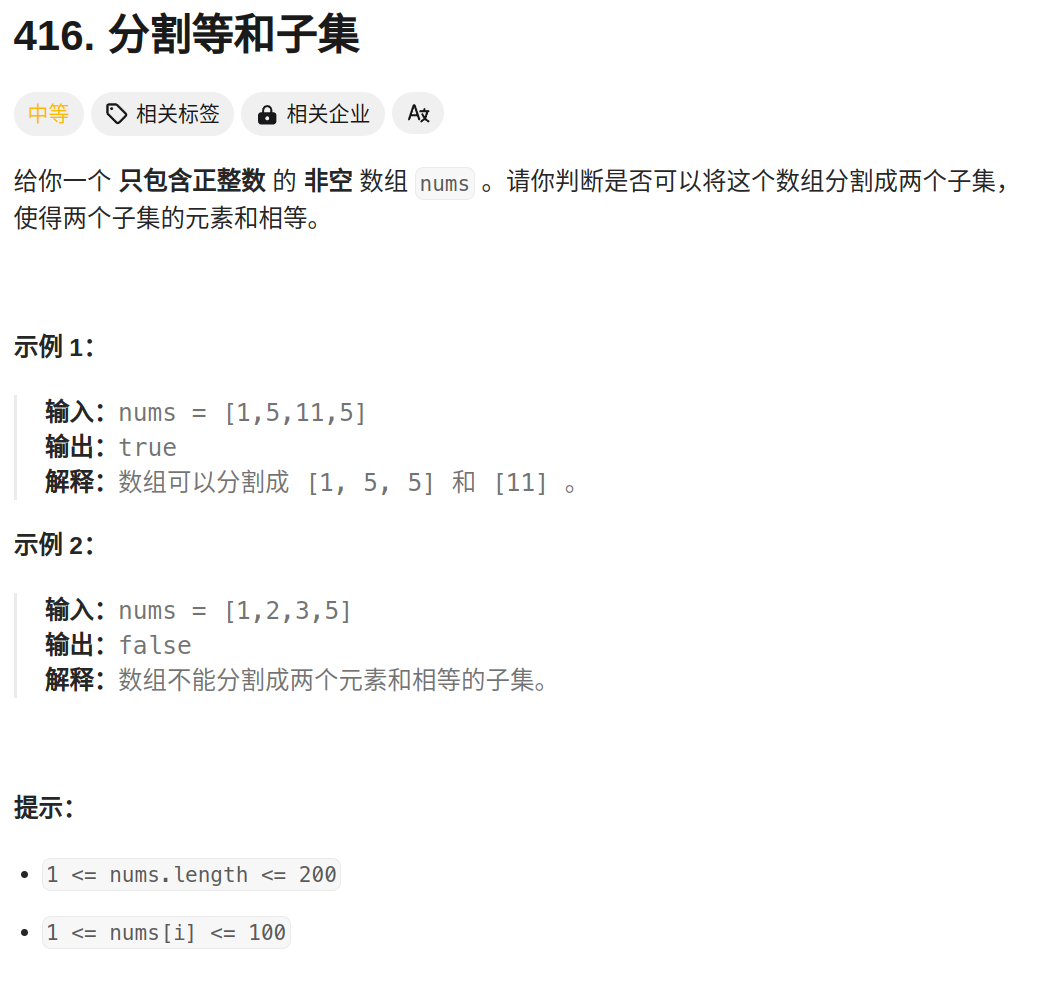 416. 分割等和子集
中等 相关标签 相关企业
给你一个 只包含正整数 的 非空 数组 nums 。请你判断是否可以将这个数组分割成两个子集，
使得两个子集的元素和相等。
示例 1：
输入：nums = [1,5,11,5]
输出：true
解释：数组可以分割成 [1, 5, 5] 和 [11] 。
示例 2：
输入：nums = [1,2,3,5]
输出：false
解释：数组不能分割成两个元素和相等的子集。
提示：
• 1 <= nums.length <= 200
• 1 <= nums[i] <= 100